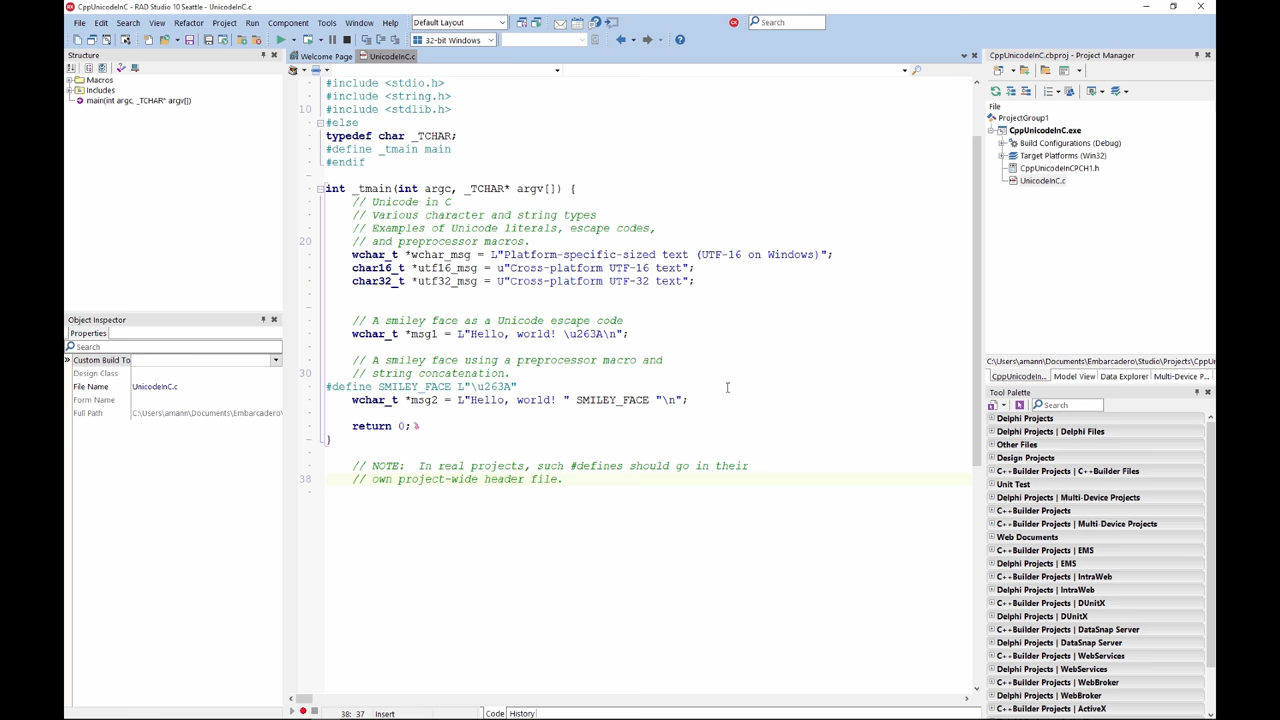 CppUnicodeInC - RAD Studio 10 Seattle - UnicodeInC.c
File Edit Search View Refactor Project Run Component Tools Window Help
Default Layout
Search
32-bit Windows
Structure
Macros
Includes
main(int argc, _TCHAR* argv[])
Object Inspector
Properties
Search
Custom Build To
Design Class
File Name UnicodeInC.c
Form Name
Full Path C:\Users\amann\Documents\Embarcadero\
Welcome Page UnicodeInC.c
#include <stdio.h>
#include <string.h>
10 #include <stdlib.h>
#else
typedef char _TCHAR;
#define _tmain main
#endif
int _tmain(int argc, _TCHAR* argv[]) {
// Unicode in C
// Various character and string types
// Examples of Unicode literals, escape codes,
20 // and preprocessor macros.
wchar_t *wchar_msg = L"Platform-specific-sized text (UTF-16 on Windows)";
char16_t *utf16_msg = u"Cross-platform UTF-16 text";
char32_t *utf32_msg = U"Cross-platform UTF-32 text";
// A smiley face as a Unicode escape code
wchar_t *msg1 = L"Hello, world! \u263A\n";
// A smiley face using a preprocessor macro and
30 // string concatenation.
#define SMILEY_FACE L"\u263A"
wchar_t *msg2 = L"Hello, world! " SMILEY_FACE "\n";
return 0;
}
// NOTE:  In real projects, such #defines should go in their
38 // own project-wide header file.
38: 37 Insert Code History
CppUnicodeInC.cbproj - Project Manager
File
ProjectGroup1
CppUnicodeInC.exe
Build Configurations (Debug)
Target Platforms (Win32)
CppUnicodeInCPCH1.h
UnicodeInC.c
C:\Users\amann\Documents\Embarcadero\Studio\Projects\CppUn
CppUnicodeIn... Model View Data Explorer Multi-Device P...
Tool Palette
Search
Delphi Projects
Delphi Projects | Delphi Files
Other Files
Design Projects
C++Builder Projects | C++Builder Files
Unit Test
Delphi Projects | Multi-Device Projects
C++Builder Projects
C++Builder Projects | Multi-Device Projects
Web Documents
C++Builder Projects | EMS
Delphi Projects | EMS
C++Builder Projects | IntraWeb
Delphi Projects | IntraWeb
C++Builder Projects | DUnitX
Delphi Projects | DUnitX
C++Builder Projects | DataSnap Server
Delphi Projects | DataSnap Server
C++Builder Projects | WebServices
Delphi Projects | WebServices
C++Builder Projects | WebBroker
Delphi Projects | WebBroker
C++Builder Projects | ActiveX